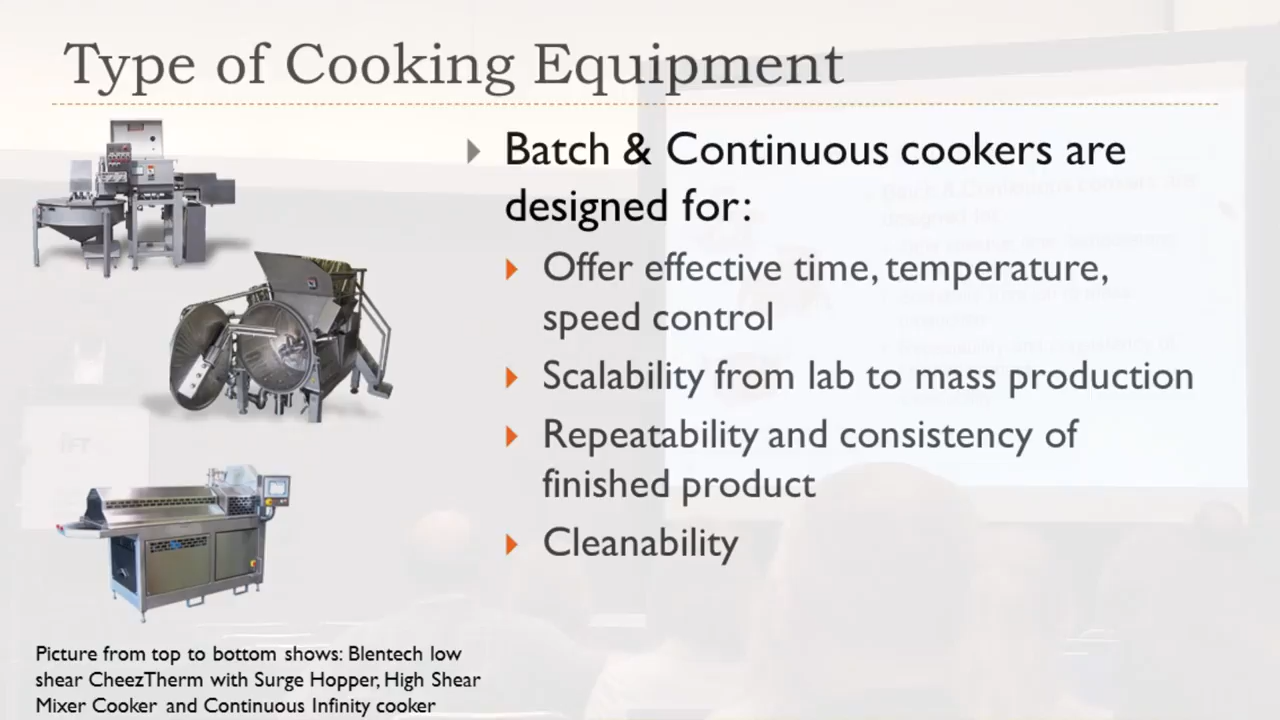 Type of Cooking Equipment
Batch & Continuous cookers are
designed for:
Offer effective time, temperature,
speed control
Scalability from lab to mass production
Repeatability and consistency of
finished product
Cleanability
Picture from top to bottom shows: Blentech low
shear CheezTherm with Surge Hopper, High Shear
Mixer Cooker and Continuous Infinity cooker